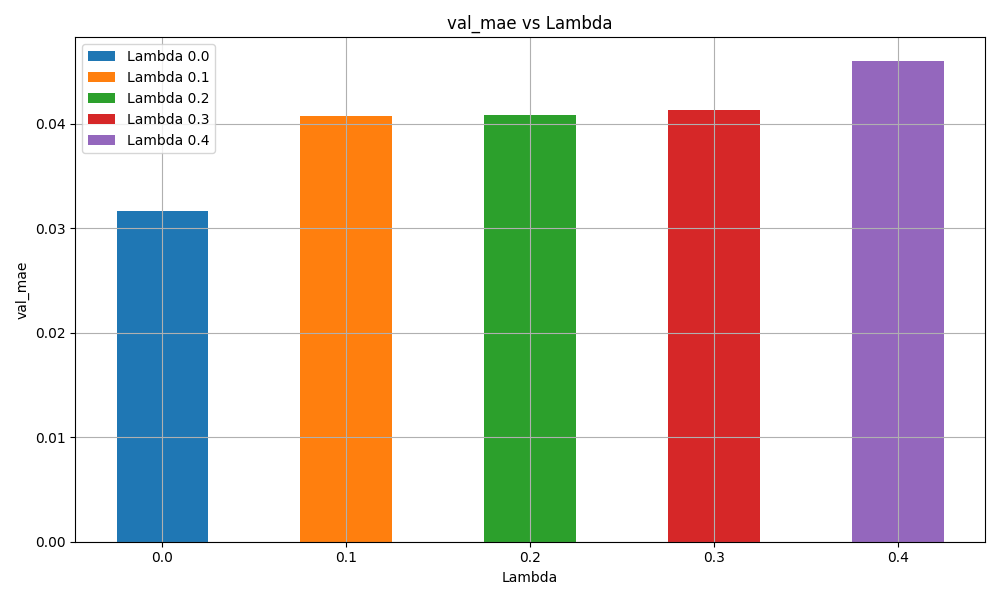 val_mae vs Lambda
Lambda 0.0
Lambda 0.1
Lambda 0.2
Lambda 0.3
Lambda 0.4
val_mae
0.04
0.03
0.02
0.01
0.00
0.0 0.1 0.2 0.3 0.4
Lambda